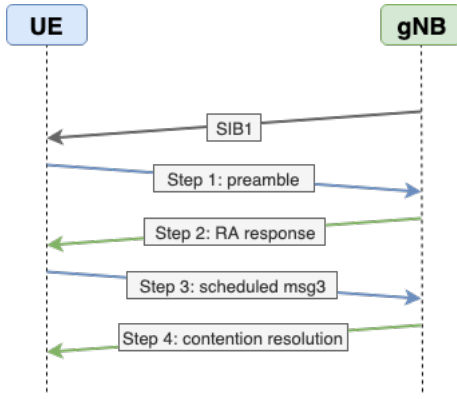 UE
gNB
SIB1
Step 1: preamble
Step 2: RA response
Step 3: scheduled msg3
Step 4: contention resolution